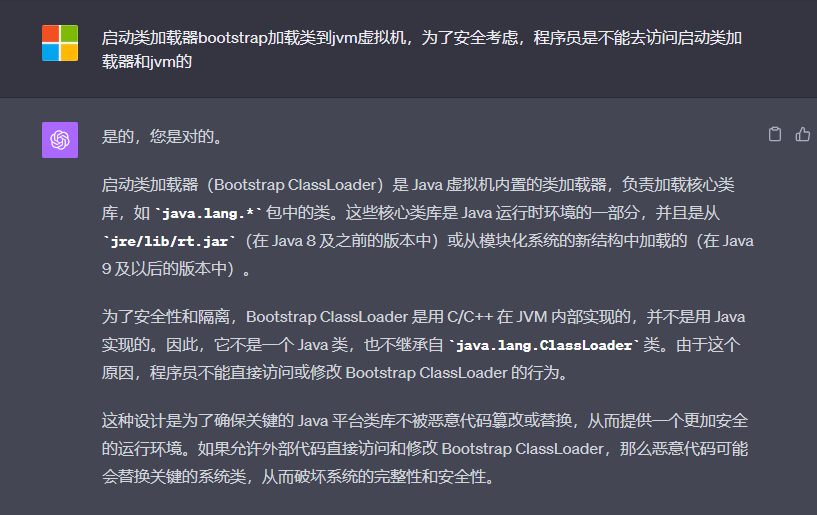 启动类加载器bootstrap加载类到jvm虚拟机，为了安全考虑，程序员是不能去访问启动类加
载器和jvm的
是的，您是对的。
启动类加载器（Bootstrap ClassLoader）是 Java 虚拟机内置的类加载器，负责加载核心类
库，如 `java.lang.*` 包中的类。这些核心类库是 Java 运行时环境的一部分，并且是从
`jre/lib/rt.jar`（在 Java 8 及之前的版本中）或从模块化系统的新结构中加载的（在 Java
9 及以后的版本中）。
为了安全性和隔离，Bootstrap ClassLoader 是用 C/C++ 在 JVM 内部实现的，并不是用 Java
实现的。因此，它不是一个 Java 类，也不继承自 `java.lang.ClassLoader` 类。由于这个
原因，程序员不能直接访问或修改 Bootstrap ClassLoader 的行为。
这种设计是为了确保关键的 Java 平台类库不被恶意代码篡改或替换，从而提供一个更加安全
的运行环境。如果允许外部代码直接访问和修改 Bootstrap ClassLoader，那么恶意代码可能
会替换关键的系统类，从而破坏系统的完整性和安全性。